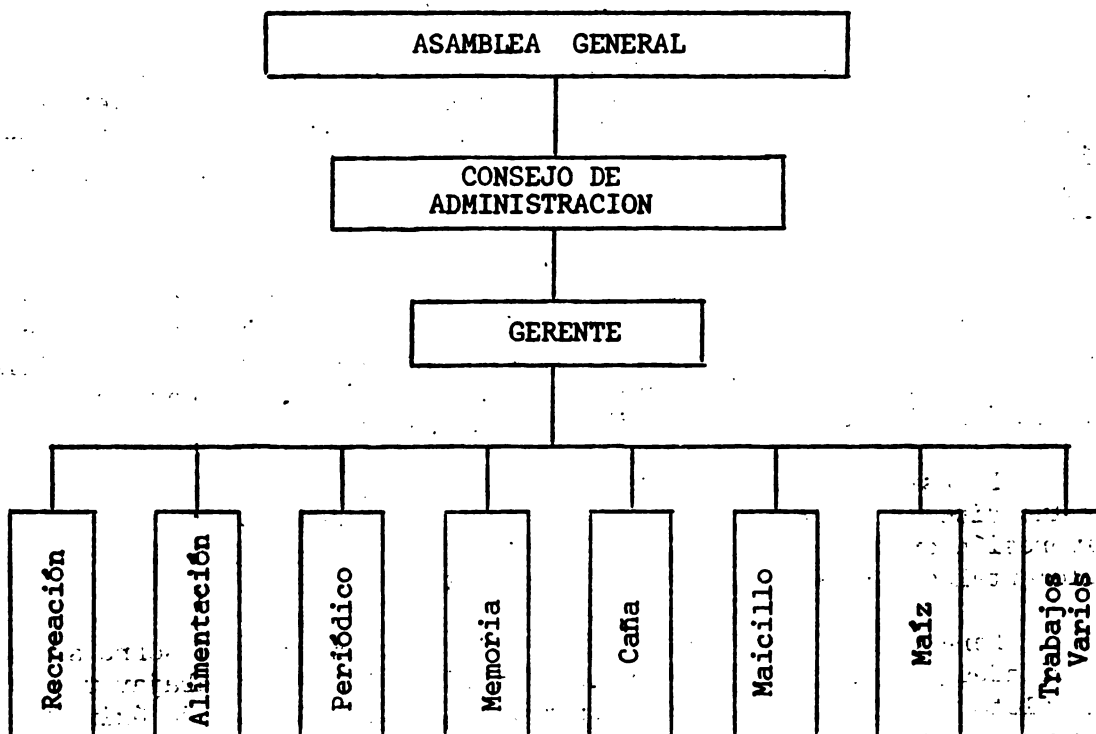 ASAMBLEA GENERAL
CONSEJO DE
ADMINISTRACION
GERENTE
Recreación
Alimentación
Periódico
Memoria
Caña
Maicillo
Maíz
Trabajos
Varios